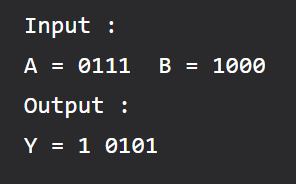 Input :
A = 0111  B = 1000
Output :
Y = 1 0101